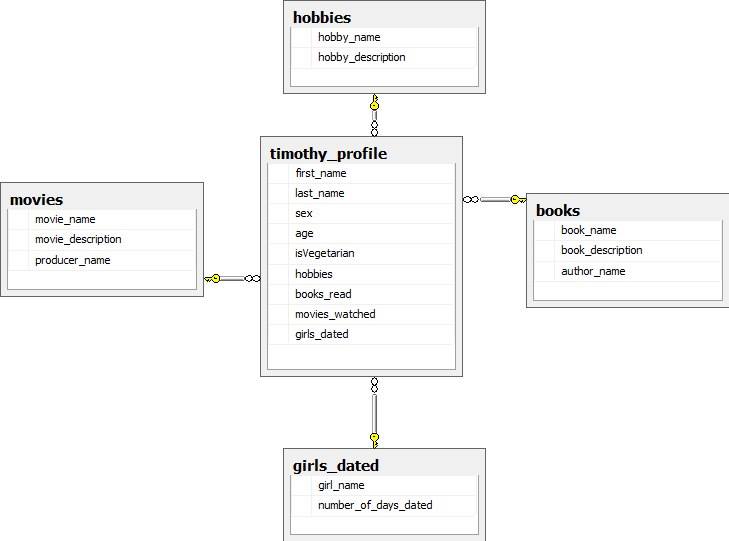 hobbies
hobby_name
hobby_description
timothy_profile
first_name
last_name
sex
age
isVegetarian
hobbies
books_read
movies_watched
girls_dated
movies
movie_name
movie_description
producer_name
books
book_name
book_description
author_name
girls_dated
girl_name
number_of_days_dated